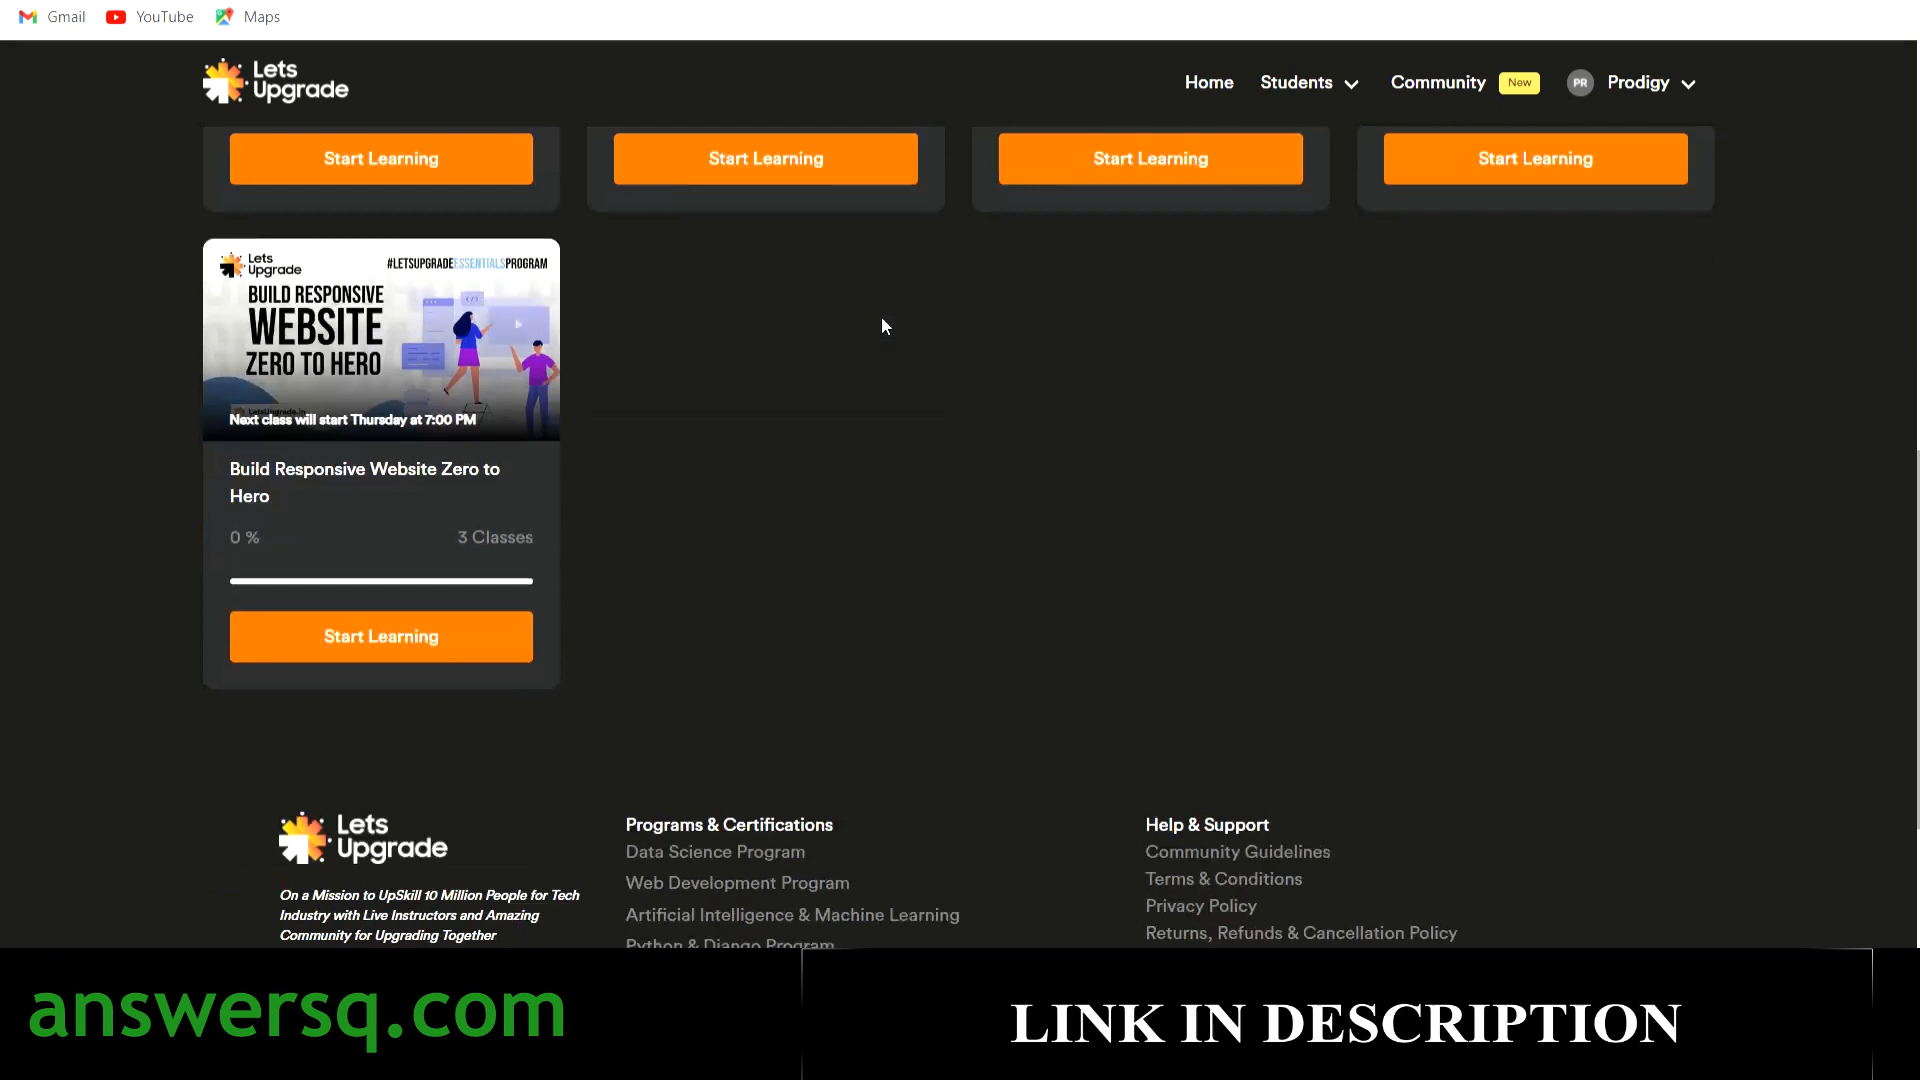 Gmail YouTube Maps
Lets
Upgrade
Home Students Community New PR Prodigy
Start Learning Start Learning Start Learning Start Learning
Lets
Upgrade
#LETSUPGRADEESSENTIALSPROGRAM
BUILD RESPONSIVE
WEBSITE
ZERO TO HERO
LetsUpgrade.in
Next class will start Thursday at 7:00 PM
Build Responsive Website Zero to
Hero
0 % 3 Classes
Start Learning
Lets
Upgrade
On a Mission to UpSkill 10 Million People for Tech
Industry with Live Instructors and Amazing
Community for Upgrading Together
Programs & Certifications
Data Science Program
Web Development Program
Artificial Intelligence & Machine Learning
Python & Django Program
Help & Support
Community Guidelines
Terms & Conditions
Privacy Policy
Returns, Refunds & Cancellation Policy
answersq.com
LINK IN DESCRIPTION